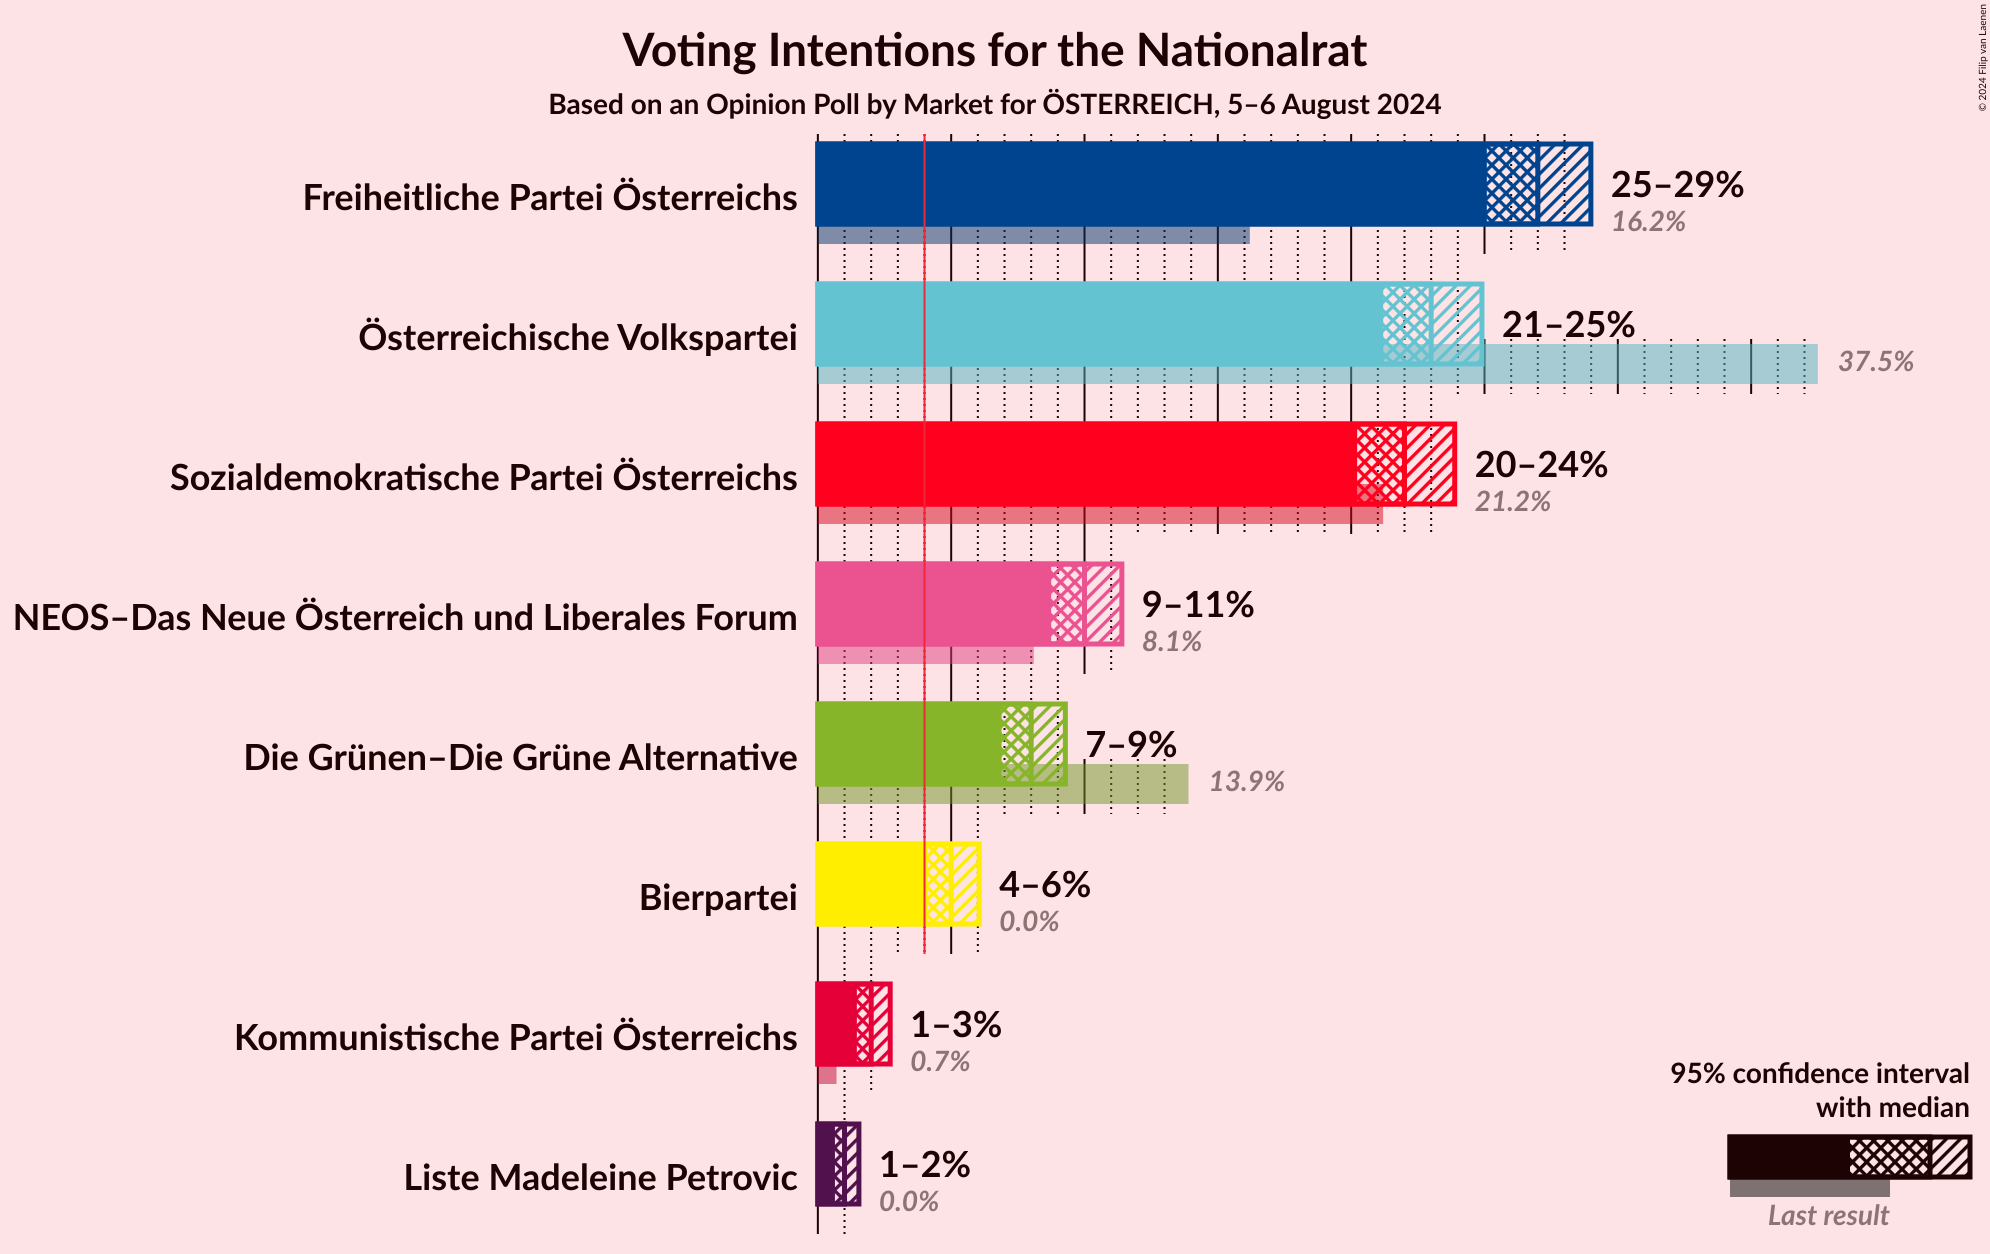 Voting Intentions for the Nationalrat
Based on an Opinion Poll by Market for ÖSTERREICH, 5–6 August 2024
© 2024 Filip van Laenen
Freiheitliche Partei Österreichs
25–29%
16.2%
Österreichische Volkspartei
21–25%
37.5%
Sozialdemokratische Partei Österreichs
20–24%
21.2%
NEOS–Das Neue Österreich und Liberales Forum
9–11%
8.1%
Die Grünen–Die Grüne Alternative
7–9%
13.9%
Bierpartei
4–6%
0.0%
Kommunistische Partei Österreichs
1–3%
0.7%
Liste Madeleine Petrovic
1–2%
0.0%
95% confidence interval
with median
Last result